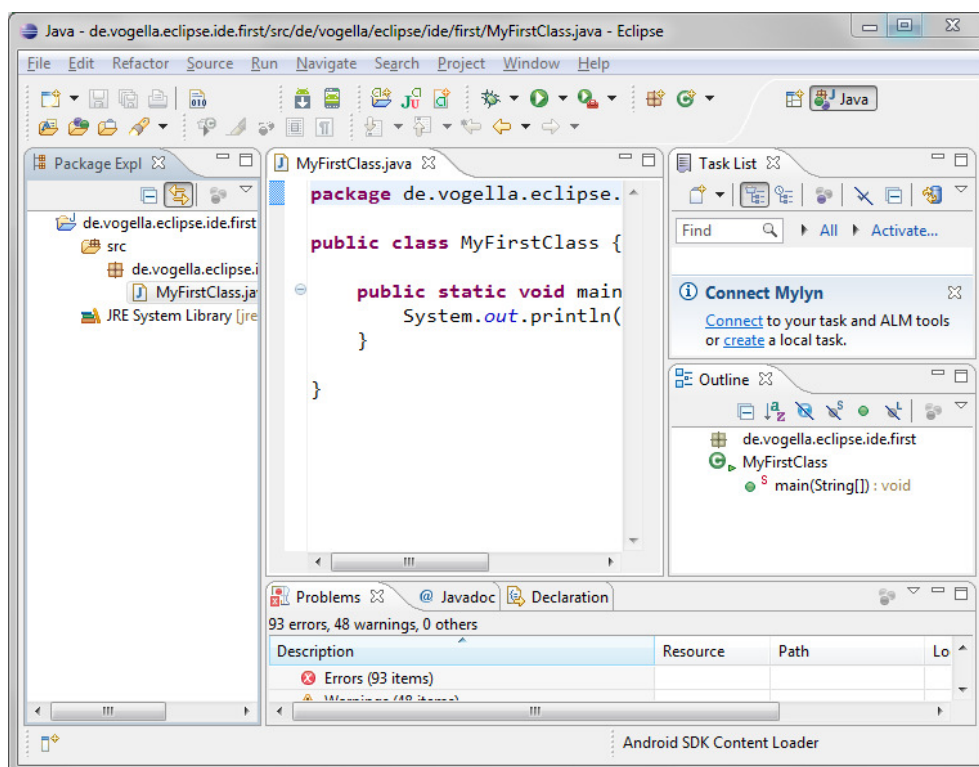 Java - de.vogella.eclipse.ide.first/src/de/vogella/eclipse/ide/first/MyFirstClass.java - Eclipse
File Edit Refactor Source Run Navigate Search Project Window Help
Java
Package Expl
de.vogella.eclipse.ide.first
src
de.vogella.eclipse.i
MyFirstClass.ja
JRE System Library [jre
MyFirstClass.java
package de.vogella.eclipse.
public class MyFirstClass {
public static void main
System.out.println(
}
}
Task List
Find All Activate...
Connect Mylyn
Connect to your task and ALM tools
or create a local task.
Outline
de.vogella.eclipse.ide.first
MyFirstClass
main(String[]) : void
Problems @ Javadoc Declaration
93 errors, 48 warnings, 0 others
Description Resource Path Lo
Errors (93 items)
Warnings (48 items)
Android SDK Content Loader